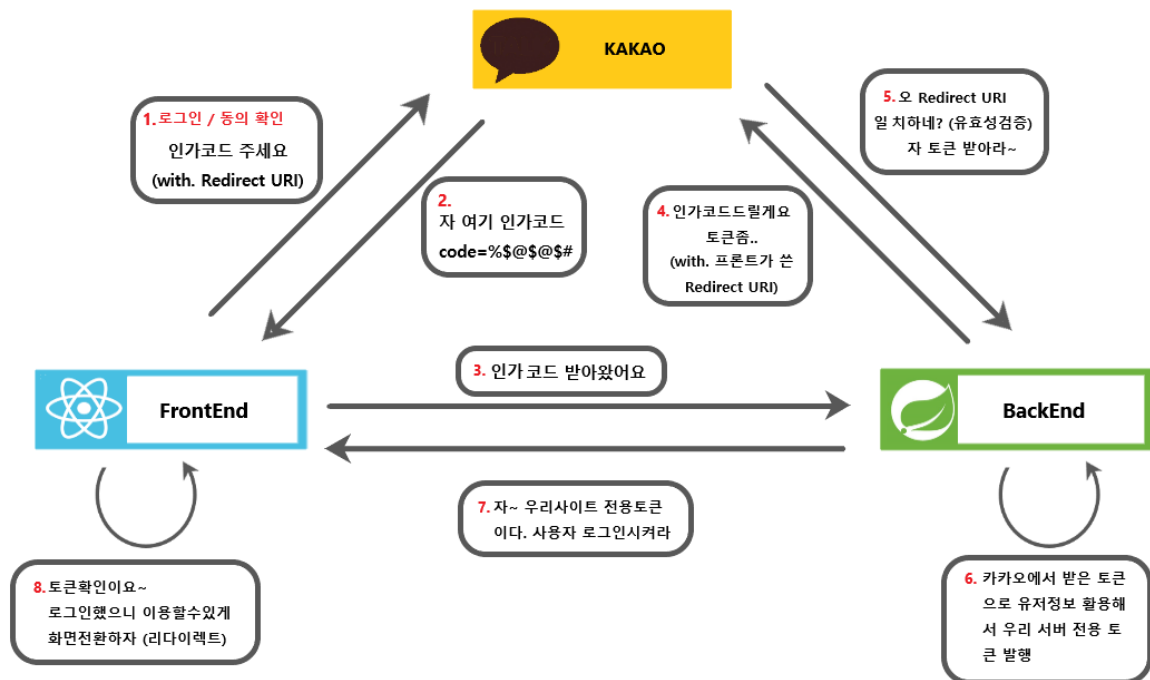 KAKAO
1. 로그인 / 동의 확인
인가코드 주세요
(with. Redirect URI)
2.
자 여기 인가코드
code=%$@$@$#
5. 오 Redirect URI
일 치하네? (유효성검증)
자 토큰 받아라~
4. 인가코드드릴게요
토큰좀..
(with. 프론트가 쓴
Redirect URI)
3. 인가 코드 받아왔어요
FrontEnd
BackEnd
7. 자~ 우리사이트 전용토큰
이다. 사용자 로그인시켜라
8. 토큰확인이요~
로그인했으니 이용할수있게
화면전환하자 (리다이렉트)
6. 카카오에서 받은 토큰
으로 유저정보 활용해
서 우리 서버 전용 토
큰 발행